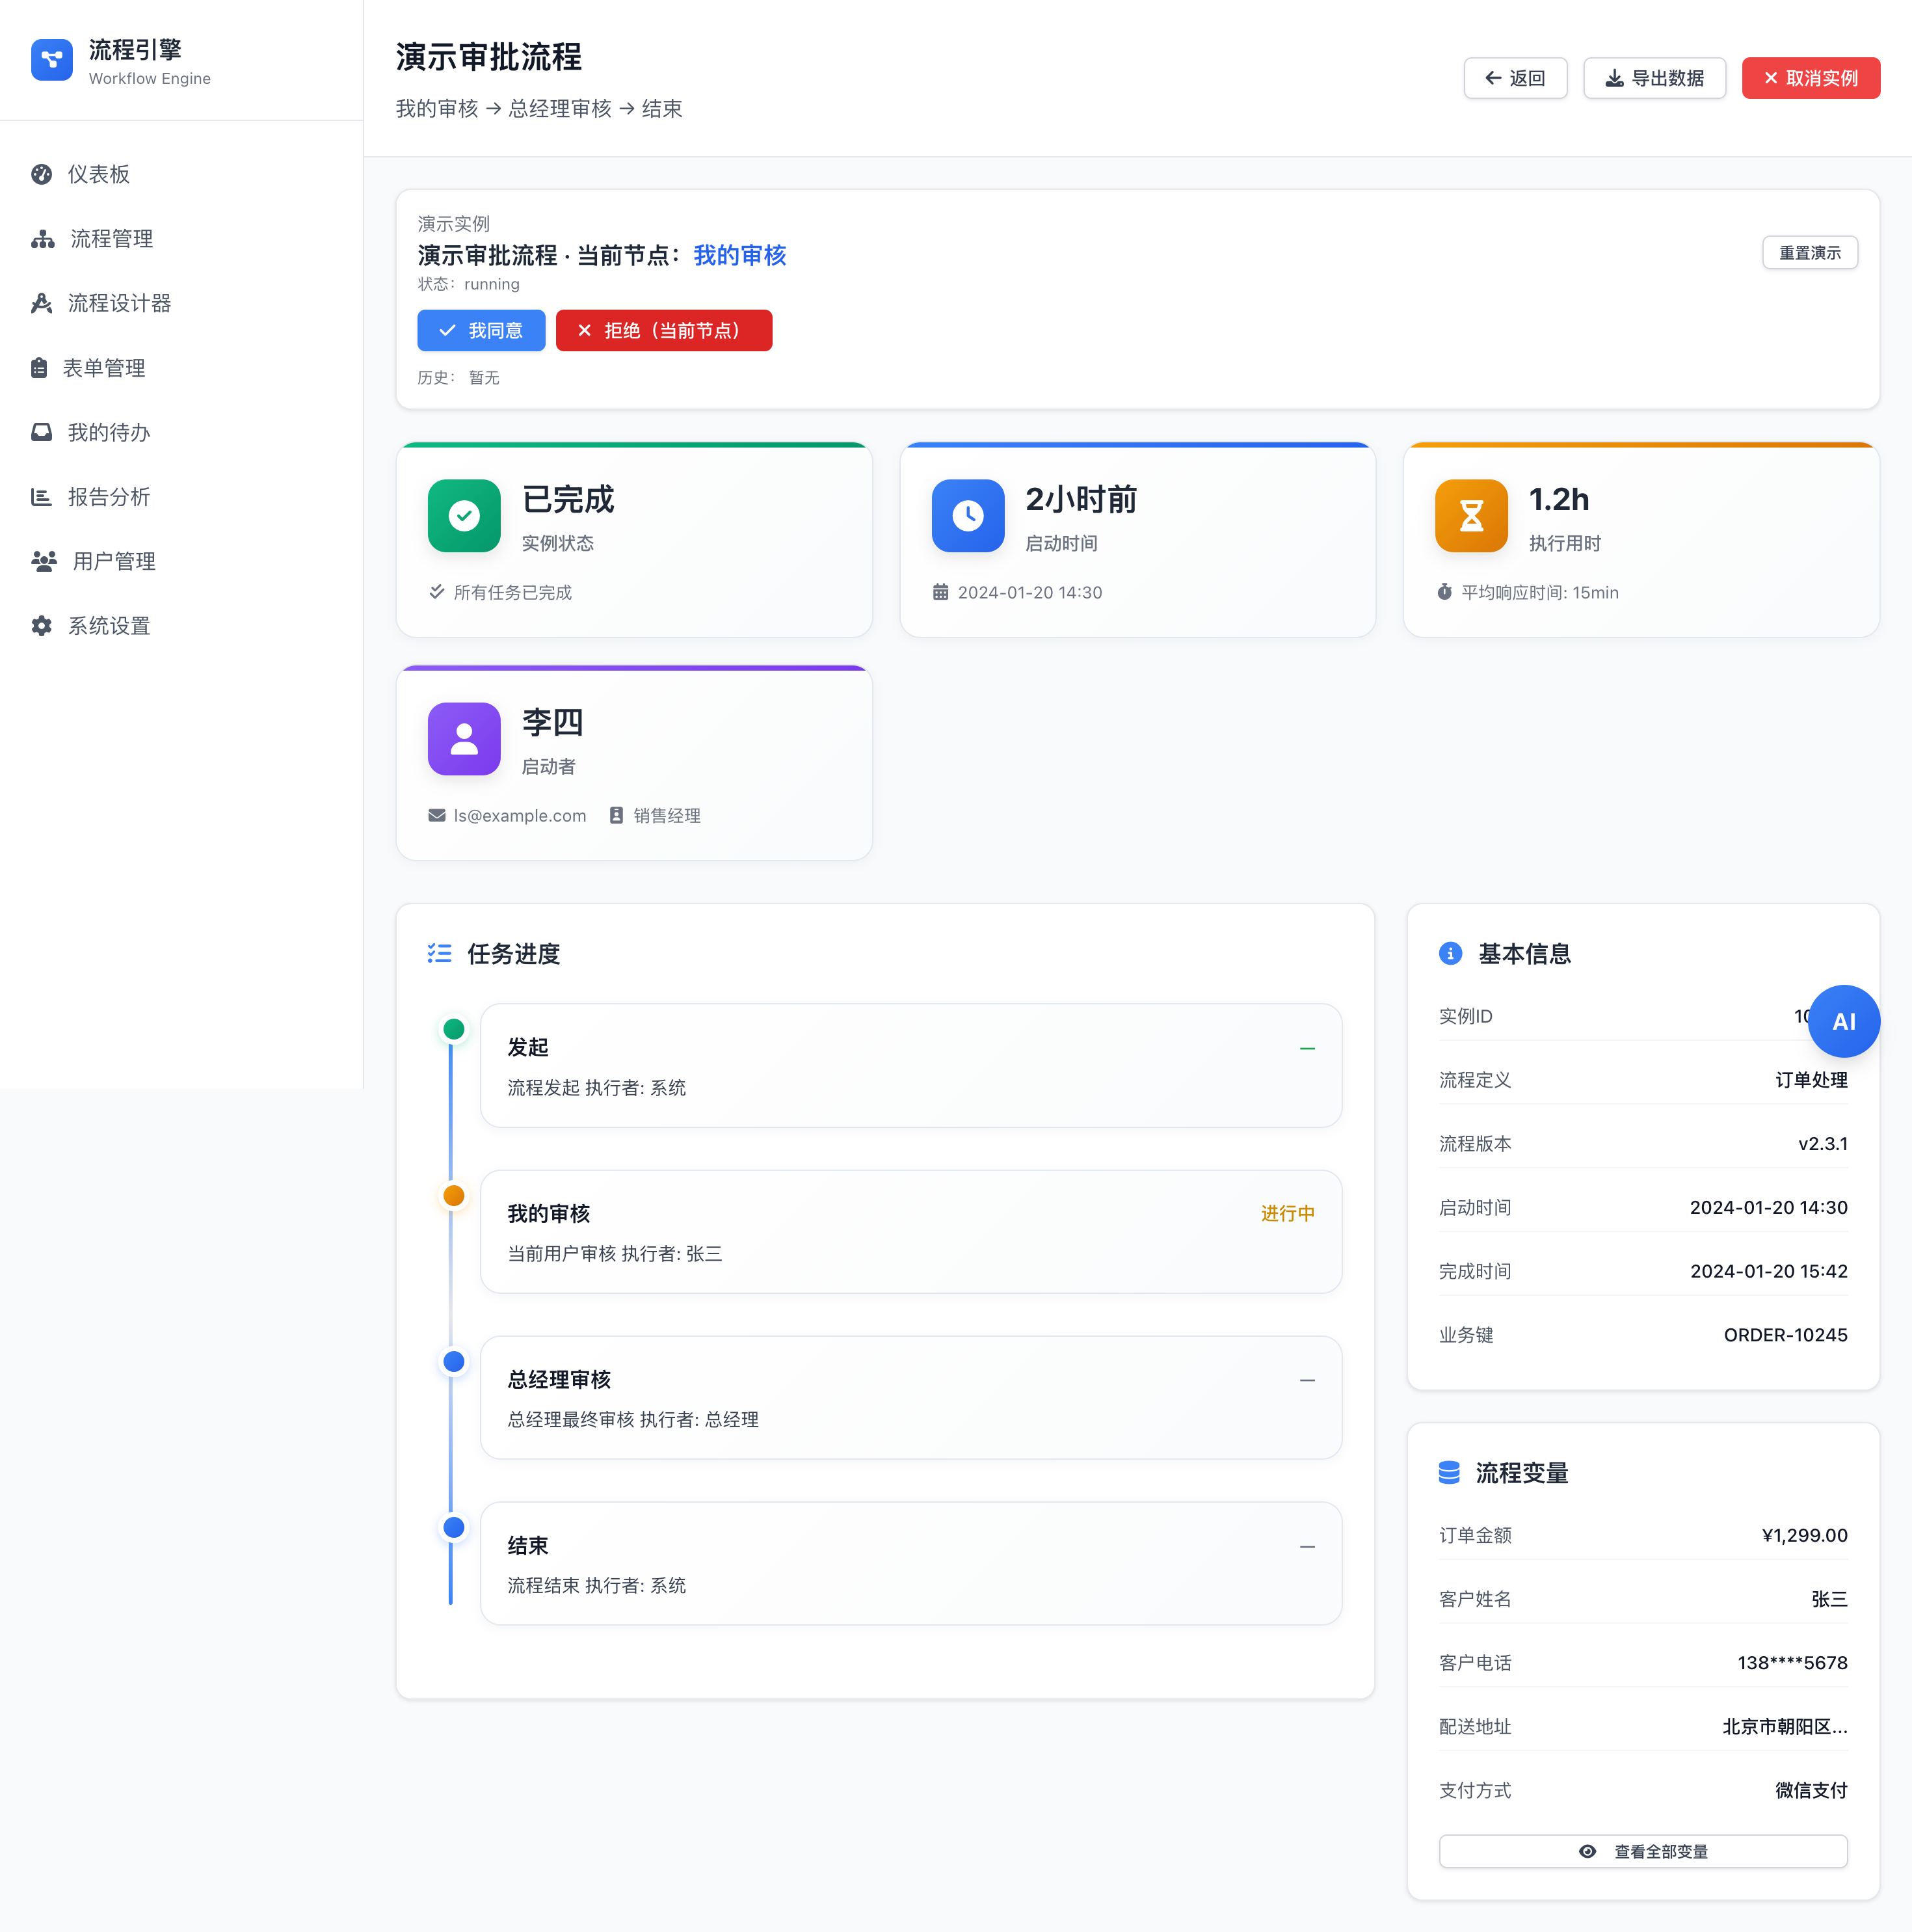 流程引擎
Workflow Engine
仪表板
流程管理
流程设计器
表单管理
我的待办
报告分析
用户管理
系统设置
演示审批流程
我的审核 → 总经理审核 → 结束
返回
导出数据
取消实例
演示实例
演示审批流程 · 当前节点：我的审核
状态：running
重置演示
我同意
拒绝（当前节点）
历史： 暂无
已完成
实例状态
所有任务已完成
2小时前
启动时间
2024-01-20 14:30
1.2h
执行用时
平均响应时间: 15min
李四
启动者
ls@example.com
销售经理
任务进度
发起
—
流程发起 执行者: 系统
我的审核
进行中
当前用户审核 执行者: 张三
总经理审核
—
总经理最终审核 执行者: 总经理
结束
—
流程结束 执行者: 系统
基本信息
实例ID
AI
流程定义
订单处理
流程版本
v2.3.1
启动时间
2024-01-20 14:30
完成时间
2024-01-20 15:42
业务键
ORDER-10245
流程变量
订单金额
¥1,299.00
客户姓名
张三
客户电话
138****5678
配送地址
北京市朝阳区...
支付方式
微信支付
查看全部变量